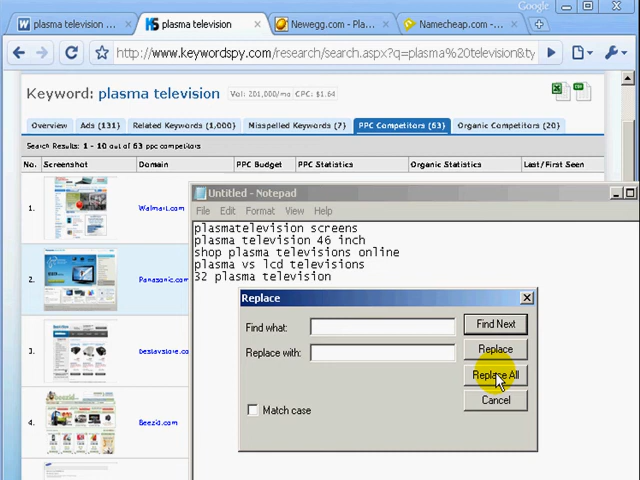 Google
plasma television ...
plasma television
Newegg.com - Pla...
Namecheap.com -...
http://www.keywordspy.com/research/search.aspx?q=plasma%20television&ty
Keyword: plasma television Vol: 201,000/mo CPC: $1.64
Overview Ads (131) Related Keywords (1,000) Misspelled Keywords (7) PPC Competitors (63) Organic Competitors (20)
Search Results: 1 - 10 out of 63 ppc competitors
No. Screenshot Domain PPC Budget PPC Statistics Organic Statistics Last/First Seen
1. Walmart.com
2. Panasonic.com
3. bestavstore.co
4. Beezid.com
Untitled - Notepad
File Edit Format View Help
plasmatelevision screens
plasma television 46 inch
shop plasma televisions online
plasma vs lcd televisions
32 plasma television
Replace
Find what:
Replace with:
Match case
Find Next
Replace
Replace All
Cancel